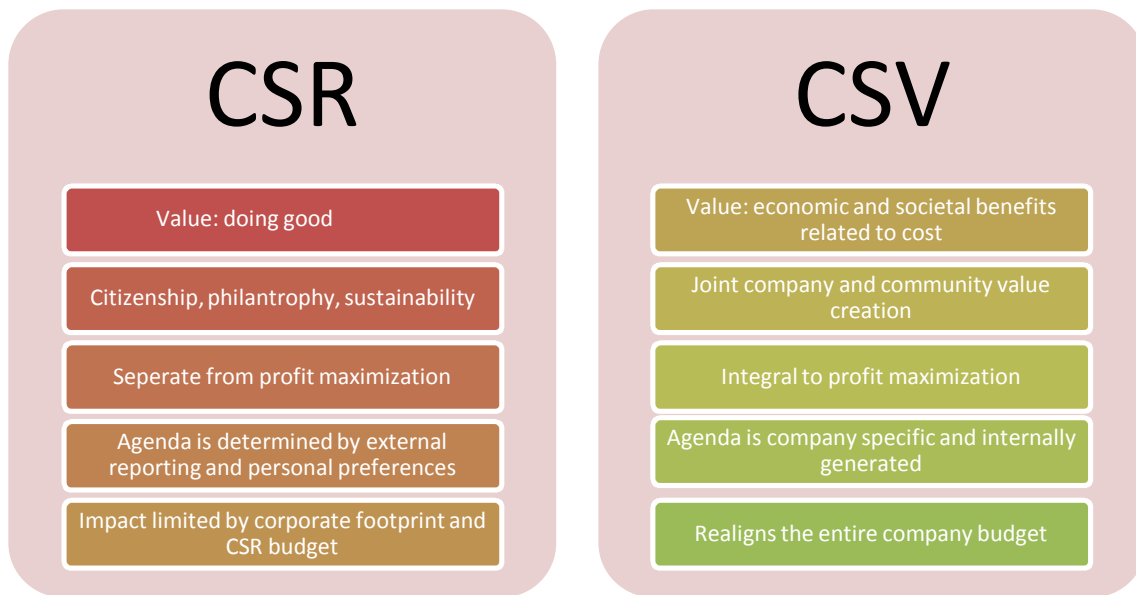 CSR
Value: doing good
Citizenship, philantrophy, sustainability
Seperate from profit maximization
Agenda is determined by external
reporting and personal preferences
Impact limited by corporate footprint and
CSR budget
CSV
Value: economic and societal benefits
related to cost
Joint company and community value
creation
Integral to profit maximization
Agenda is company specific and internally
generated
Realigns the entire company budget